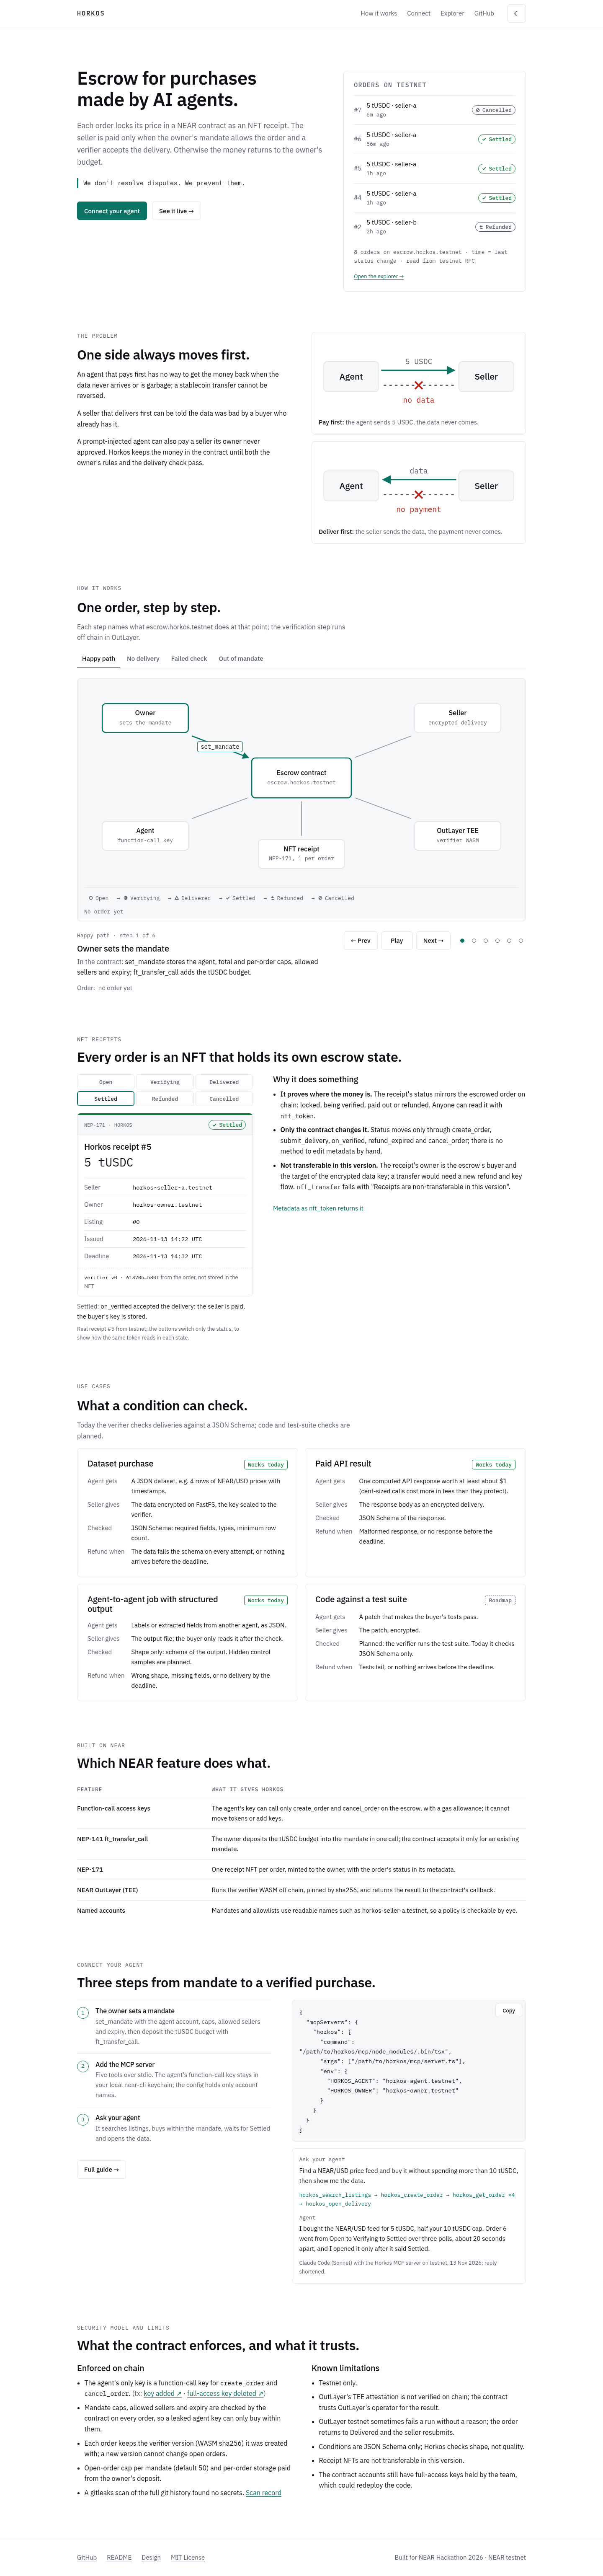 HORKOS
How it works
Connect
Explorer
GitHub
Escrow for purchases
made by AI agents.
Each order locks its price in a NEAR contract as an NFT receipt. The
seller is paid only when the owner's mandate allows the order and a
verifier accepts the delivery. Otherwise the money returns to the owner's
budget.
We don't resolve disputes. We prevent them.
Connect your agent
See it live →
ORDERS ON TESTNET
#7 5 tUSDC · seller-a
6m ago
⊘ Cancelled
#6 5 tUSDC · seller-a
56m ago
✓ Settled
#5 5 tUSDC · seller-a
1h ago
✓ Settled
#4 5 tUSDC · seller-a
1h ago
✓ Settled
#2 5 tUSDC · seller-b
2h ago
Refunded
8 orders on escrow.horkos.testnet · time = last
status change · read from testnet RPC
Open the explorer →
THE PROBLEM
One side always moves first.
An agent that pays first has no way to get the money back when the
data never arrives or is garbage; a stablecoin transfer cannot be
reversed.
A seller that delivers first can be told the data was bad by a buyer who
already has it.
A prompt-injected agent can also pay a seller its owner never
approved. Horkos keeps the money in the contract until both the
owner's rules and the delivery check pass.
5 USDC
Agent
Seller
no data
Pay first: the agent sends 5 USDC, the data never comes.
data
Agent
Seller
no payment
Deliver first: the seller sends the data, the payment never comes.
HOW IT WORKS
One order, step by step.
Each step names what escrow.horkos.testnet does at that point; the verification step runs
off chain in OutLayer.
Happy path
No delivery
Failed check
Out of mandate
Owner
sets the mandate
Seller
encrypted delivery
set_mandate
Escrow contract
escrow.horkos.testnet
Agent
function-call key
NFT receipt
NEP-171, 1 per order
OutLayer TEE
verifier WASM
Open → Verifying → Delivered → ✓ Settled → Refunded → ⊘ Cancelled
No order yet
Happy path · step 1 of 6
Owner sets the mandate
In the contract: set_mandate stores the agent, total and per-order caps, allowed
sellers and expiry; ft_transfer_call adds the tUSDC budget.
Order: no order yet
← Prev
Play
Next →
NFT RECEIPTS
Every order is an NFT that holds its own escrow state.
Open
Verifying
Delivered
Settled
Refunded
Cancelled
NEP-171 · HORKOS
✓ Settled
Horkos receipt #5
5 tUSDC
Seller horkos-seller-a.testnet
Owner horkos-owner.testnet
Listing #0
Issued 2026-11-13 14:22 UTC
Deadline 2026-11-13 14:32 UTC
from the order, not stored in the
NFT
Settled: on_verified accepted the delivery: the seller is paid,
the buyer's key is stored.
Real receipt #5 from testnet; the buttons switch only the status, to
show how the same token reads in each state.
Why it does something
• It proves where the money is. The receipt's status mirrors the escrowed order on
chain: locked, being verified, paid out or refunded. Anyone can read it with
nft_token.
• Only the contract changes it. Status moves only through create_order,
submit_delivery, on_verified, refund_expired and cancel_order; there is no
method to edit metadata by hand.
• Not transferable in this version. The receipt's owner is the escrow's buyer and
the target of the encrypted data key; a transfer would need a new refund and key
flow. nft_transfer fails with "Receipts are non-transferable in this version".
Metadata as nft_token returns it
USE CASES
What a condition can check.
Today the verifier checks deliveries against a JSON Schema; code and test-suite checks are
planned.
Dataset purchase
Works today
Agent gets A JSON dataset, e.g. 4 rows of NEAR/USD prices with
timestamps.
Seller gives The data encrypted on FastFS, the key sealed to the
verifier.
Checked JSON Schema: required fields, types, minimum row
count.
Refund when The data fails the schema on every attempt, or nothing
arrives before the deadline.
Paid API result
Works today
Agent gets One computed API response worth at least about $1
(cent-sized calls cost more in fees than they protect).
Seller gives The response body as an encrypted delivery.
Checked JSON Schema of the response.
Refund when Malformed response, or no response before the
deadline.
Agent-to-agent job with structured
output
Works today
Agent gets Labels or extracted fields from another agent, as JSON.
Seller gives The output file; the buyer only reads it after the check.
Checked Shape only: schema of the output. Hidden control
samples are planned.
Refund when Wrong shape, missing fields, or no delivery by the
deadline.
Code against a test suite
Roadmap
Agent gets A patch that makes the buyer's tests pass.
Seller gives The patch, encrypted.
Checked Planned: the verifier runs the test suite. Today it checks
JSON Schema only.
Refund when Tests fail, or nothing arrives before the deadline.
BUILT ON NEAR
Which NEAR feature does what.
FEATURE WHAT IT GIVES HORKOS
Function-call access keys The agent's key can call only create_order and cancel_order on the escrow, with a gas allowance; it cannot
move tokens or add keys.
NEP-141 ft_transfer_call The owner deposits the tUSDC budget into the mandate in one call; the contract accepts it only for an existing
mandate.
NEP-171 One receipt NFT per order, minted to the owner, with the order's status in its metadata.
NEAR OutLayer (TEE) Runs the verifier WASM off chain, pinned by sha256, and returns the result to the contract's callback.
Named accounts Mandates and allowlists use readable names such as horkos-seller-a.testnet, so a policy is checkable by eye.
CONNECT YOUR AGENT
Three steps from mandate to a verified purchase.
1 The owner sets a mandate
set_mandate with the agent account, caps, allowed sellers
and expiry, then deposit the tUSDC budget with
ft_transfer_call.
2 Add the MCP server
Five tools over stdio. The agent's function-call key stays in
your local near-cli keychain; the config holds only account
names.
3 Ask your agent
It searches listings, buys within the mandate, waits for Settled
and opens the data.
Full guide →
Copy
{
"mcpServers": {
"horkos": {
"command":
"/path/to/horkos/mcp/node_modules/.bin/tsx",
"args": ["/path/to/horkos/mcp/server.ts"],
"env": {
"HORKOS_AGENT": "horkos-agent.testnet",
"HORKOS_OWNER": "horkos-owner.testnet"
}
}
}
}
Ask your agent
Find a NEAR/USD price feed and buy it without spending more than 10 tUSDC,
then show me the data.
horkos_search_listings → horkos_create_order → horkos_get_order ×4
→ horkos_open_delivery
Agent
I bought the NEAR/USD feed for 5 tUSDC, half your 10 tUSDC cap. Order 6
went from Open to Verifying to Settled over three polls, about 20 seconds
apart, and I opened it only after it said Settled.
Claude Code (Sonnet) with the Horkos MCP server on testnet, 13 Nov 2026; reply
shortened.
SECURITY MODEL AND LIMITS
What the contract enforces, and what it trusts.
Enforced on chain
• The agent's only key is a function-call key for create_order and
cancel_order. (tx: key added ↗ · full-access key deleted ↗)
• Mandate caps, allowed sellers and expiry are checked by the
contract on every order, so a leaked agent key can only buy within
them.
• Each order keeps the verifier version (WASM sha256) it was created
with; a new version cannot change open orders.
• Open-order cap per mandate (default 50) and per-order storage paid
from the owner's deposit.
• A gitleaks scan of the full git history found no secrets. Scan record
Known limitations
• Testnet only.
• OutLayer's TEE attestation is not verified on chain; the contract
trusts OutLayer's operator for the result.
• OutLayer testnet sometimes fails a run without a reason; the order
returns to Delivered and the seller resubmits.
• Conditions are JSON Schema only; Horkos checks shape, not quality.
• Receipt NFTs are not transferable in this version.
• The contract accounts still have full-access keys held by the team,
which could redeploy the code.
GitHub
README
Design
MIT License
Built for NEAR Hackathon 2026 · NEAR testnet